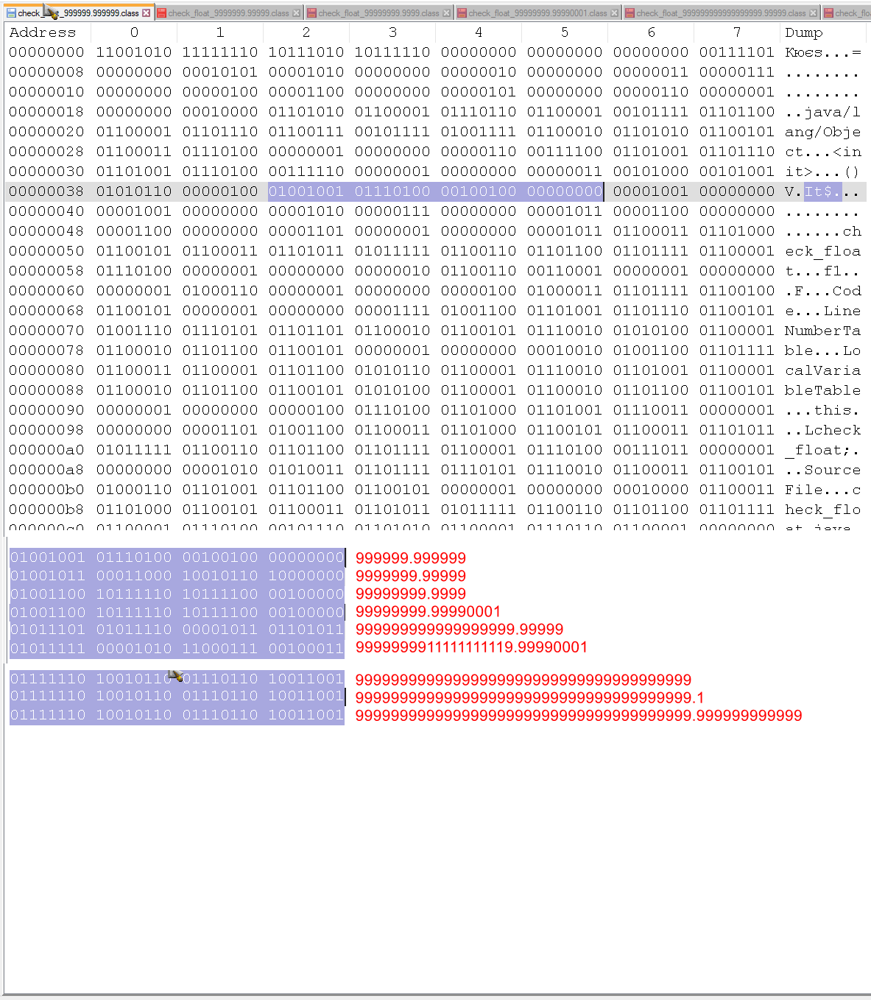 check_float_999999.999999.class check_float_9999999.99999.class check_float_99999999.9999.class check_float_99999999.99990001.class check_float_999999999999999999.99999.class check_flo
Address 0 1 2 3 4 5 6 7 Dump
00000000 11001010 11111110 10111010 10111110 00000000 00000000 00000000 00111101 Кюєѕ...=
00000008 00000000 00010101 00001010 00000000 00000010 00000000 00000011 00000111 ........
00000010 00000000 00000100 00001100 00000000 00000101 00000000 00000110 00000001 ........
00000018 00000000 00010000 01101010 01100001 01110110 01100001 00101111 01101100 ..java/l
00000020 01100001 01101110 01100111 00101111 01001111 01100010 01101010 01100101 ang/Obje
00000028 01100011 01110100 00000001 00000000 00000110 00111100 01101001 01101110 ct...<in
00000030 01101001 01110100 00111110 00000001 00000000 00000011 00101000 00101001 it>...()
00000038 01010110 00000100 01001001 01110100 00100100 00000000 00001001 00000000 V.It$...
00000040 00001001 00000000 00001010 00000111 00000000 00001011 00001100 00000000 ........
00000048 00001100 00000000 00001101 00000001 00000000 00001011 01100011 01101000 ......ch
00000050 01100101 01100011 01101011 01011111 01100110 01101100 01101111 01100001 eck_floa
00000058 01110100 00000001 00000000 00000010 01100110 00110001 00000001 00000000 t...f1..
00000060 00000001 01000110 00000001 00000000 00000100 01000011 01101111 01100100 .F...Cod
00000068 01100101 00000001 00000000 00001111 01001100 01101001 01101110 01100101 e...Line
00000070 01001110 01110101 01101101 01100010 01100101 01110010 01010100 01100001 NumberTa
00000078 01100010 01101100 01100101 00000001 00000000 00010010 01001100 01101111 ble...Lo
00000080 01100011 01100001 01101100 01010110 01100001 01110010 01101001 01100001 calVaria
00000088 01100010 01101100 01100101 01010100 01100001 01100010 01101100 01100101 bleTable
00000090 00000001 00000000 00000100 01110100 01101000 01101001 01110011 00000001 ...this.
00000098 00000000 00001101 01001100 01100011 01101000 01100101 01100011 01101011 ..Lcheck
000000a0 01011111 01100110 01101100 01101111 01100001 01110100 00111011 00000001 _float;.
000000a8 00000000 00001010 01010011 01101111 01110101 01110010 01100011 01100101 ..Source
000000b0 01000110 01101001 01101100 01100101 00000001 00000000 00010000 01100011 File...c
000000b8 01101000 01100101 01100011 01101011 01011111 01100110 01101100 01101111 heck_flo
000000c0 01100001 01110100 00101110 01101010 01100001 01110110 01100001 00000000 at.java.
01001001 01110100 00100100 00000000 999999.999999
01001011 00011000 10010110 10000000 9999999.99999
01001100 10111110 10111100 00100000 99999999.9999
01001100 10111110 10111100 00100000 99999999.99990001
01011101 01011110 00001011 01101011 999999999999999999.99999
01011111 00001010 11000111 00100011 9999999911111111119.99990001
01111110 10010110 01110110 10011001 99999999999999999999999999999999999999
01111110 10010110 01110110 10011001 99999999999999999999999999999999999999.1
01111110 10010110 01110110 10011001 99999999999999999999999999999999999999.999999999999